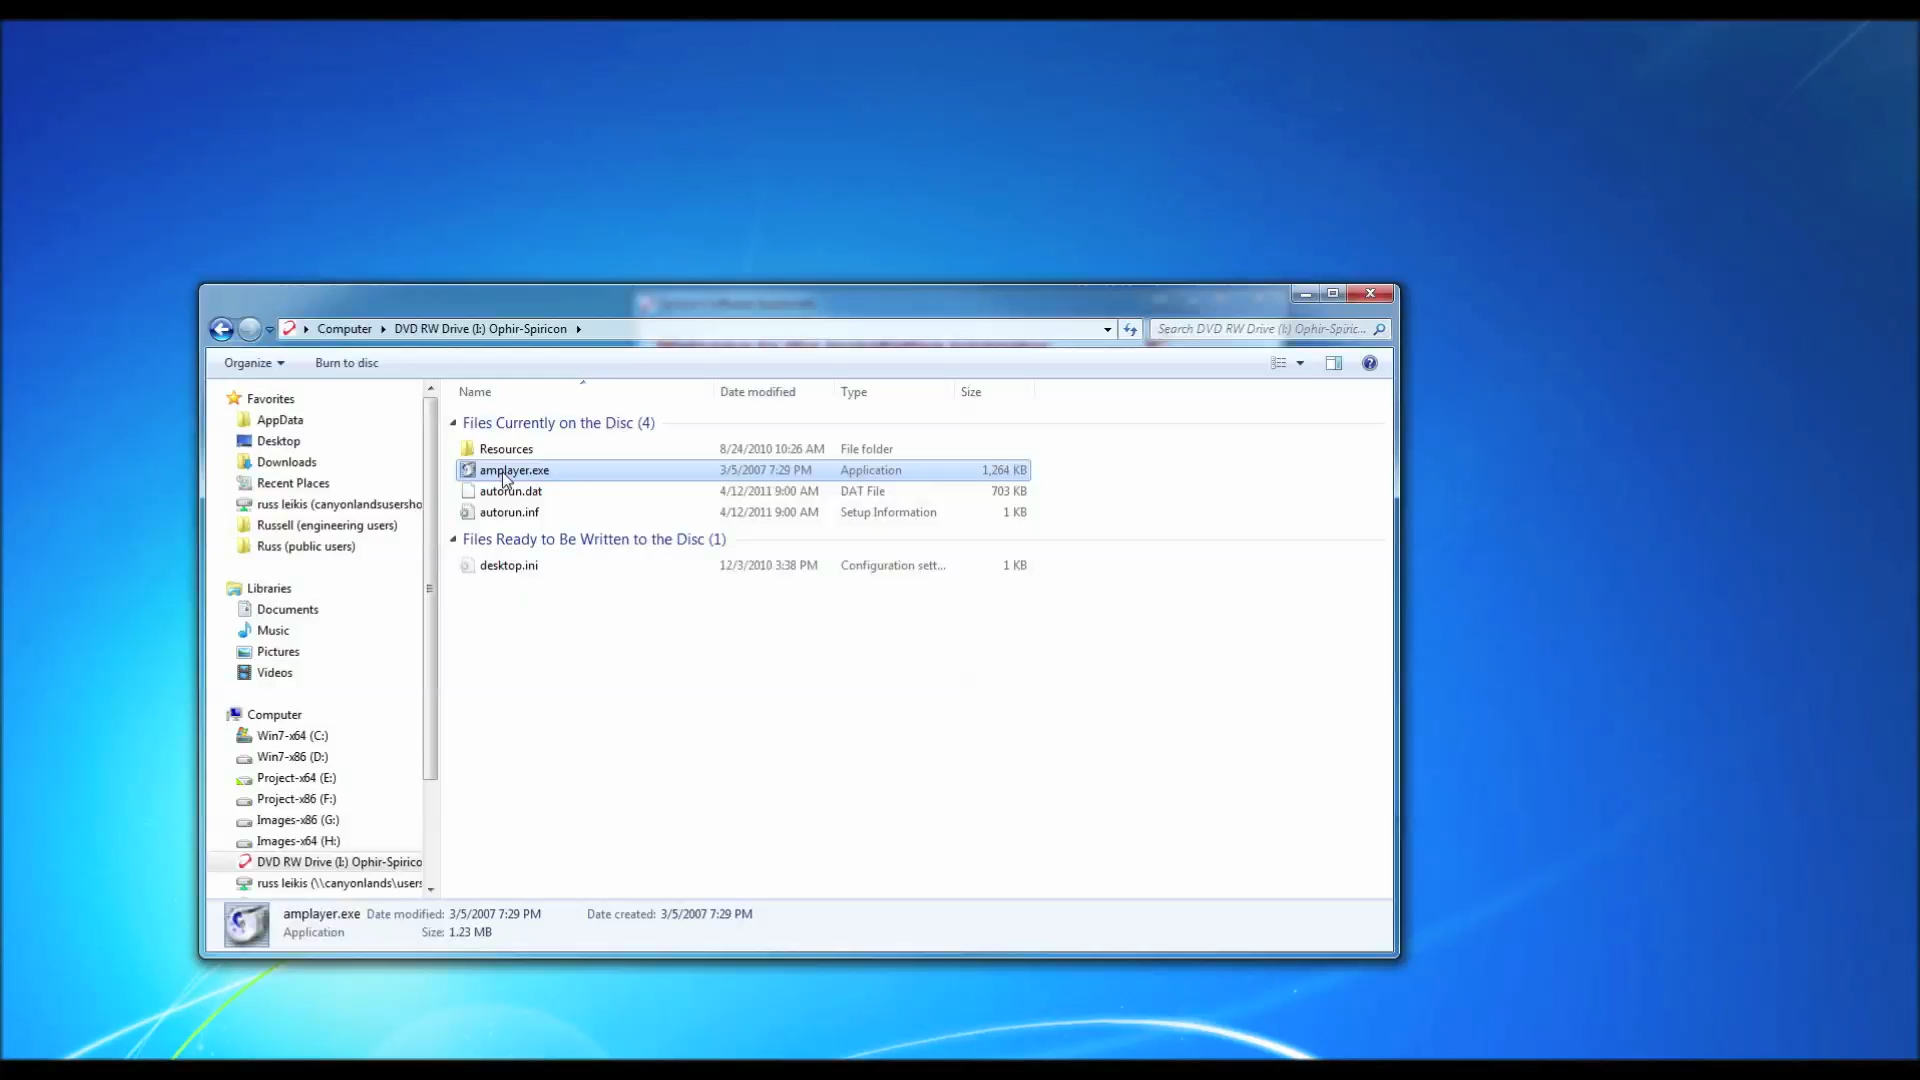 Computer DVD RW Drive (I:) Ophir-Spiricon
Search DVD RW Drive (I:) Ophir-Spiric...
Organize Burn to disc
Name Date modified Type Size
Files Currently on the Disc (4)
Resources 8/24/2010 10:26 AM File folder
amplayer.exe 3/5/2007 7:29 PM Application 1,264 KB
autorun.dat 4/12/2011 9:00 AM DAT File 703 KB
autorun.inf 4/12/2011 9:00 AM Setup Information 1 KB
Files Ready to Be Written to the Disc (1)
desktop.ini 12/3/2010 3:38 PM Configuration sett... 1 KB
Favorites
AppData
Desktop
Downloads
Recent Places
russ leikis (canyonlandsusersho
Russell (engineering users)
Russ (public users)
Libraries
Documents
Music
Pictures
Videos
Computer
Win7-x64 (C:)
Win7-x86 (D:)
Project-x64 (E:)
Project-x86 (F:)
Images-x86 (G:)
Images-x64 (H:)
DVD RW Drive (I:) Ophir-Spirico
russ leikis (\\canyonlands\users
amplayer.exe Date modified: 3/5/2007 7:29 PM Date created: 3/5/2007 7:29 PM
Application Size: 1.23 MB